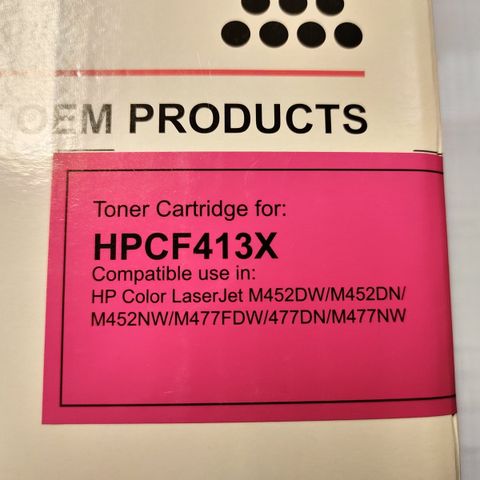 OEM PRODUCTS
Toner Cartridge for:
HPCF413X
Compatible use in:
HP Color LaserJet M452DW/M452DN/
M452NW/M477FDW/477DN/M477NW